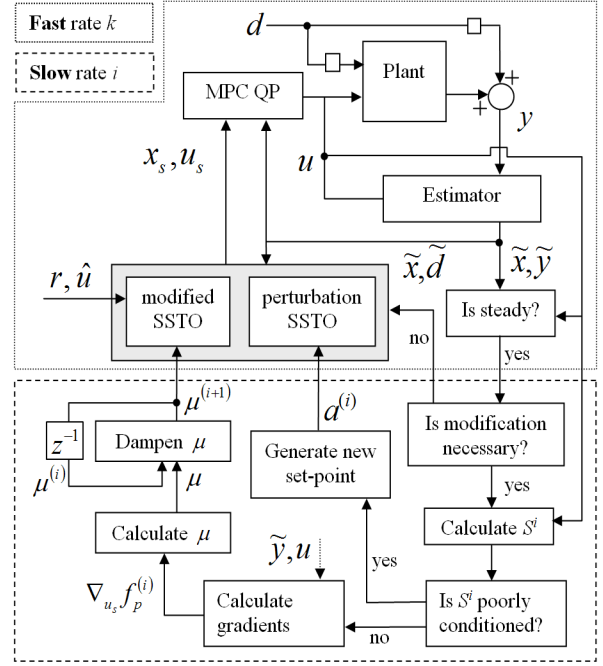 Fast rate k
Slow rate i
d
Plant
MPC QP
+
+
y
x_s, u_s
u
Estimator
r, û
x̃, d̃
x̃, ỹ
modified
SSTO
perturbation
SSTO
Is steady?
no
yes
μ^(i+1)
a^(i)
z^-1
Dampen μ
Generate new
set-point
Is modification
necessary?
μ^(i)
μ
yes
Calculate μ
Calculate S^i
ỹ, u
yes
∇_{u_s} f_p^(i)
Calculate
gradients
Is S^i poorly
conditioned?
no